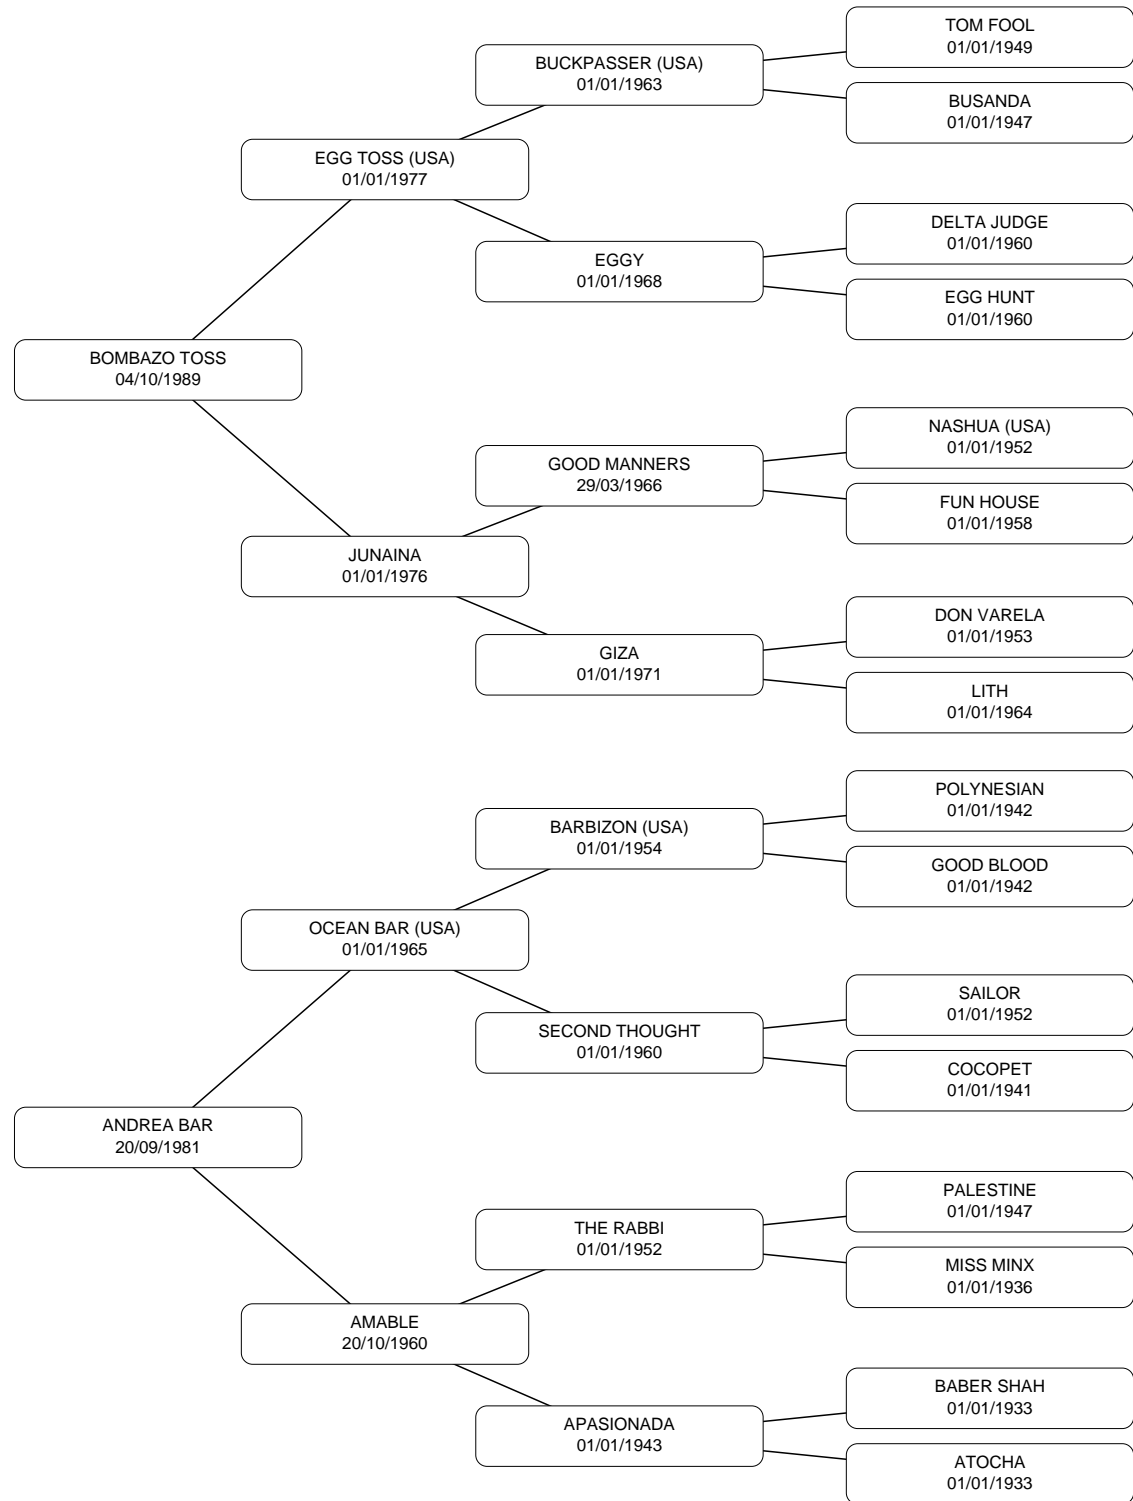 TOM FOOL
01/01/1949
BUCKPASSER (USA)
01/01/1963
BUSANDA
01/01/1947
EGG TOSS (USA)
01/01/1977
DELTA JUDGE
01/01/1960
EGGY
01/01/1968
EGG HUNT
01/01/1960
BOMBAZO TOSS
04/10/1989
NASHUA (USA)
01/01/1952
GOOD MANNERS
29/03/1966
FUN HOUSE
01/01/1958
JUNAINA
01/01/1976
DON VARELA
01/01/1953
GIZA
01/01/1971
LITH
01/01/1964
POLYNESIAN
01/01/1942
BARBIZON (USA)
01/01/1954
GOOD BLOOD
01/01/1942
OCEAN BAR (USA)
01/01/1965
SAILOR
01/01/1952
SECOND THOUGHT
01/01/1960
COCOPET
01/01/1941
ANDREA BAR
20/09/1981
PALESTINE
01/01/1947
THE RABBI
01/01/1952
MISS MINX
01/01/1936
AMABLE
20/10/1960
BABER SHAH
01/01/1933
APASIONADA
01/01/1943
ATOCHA
01/01/1933